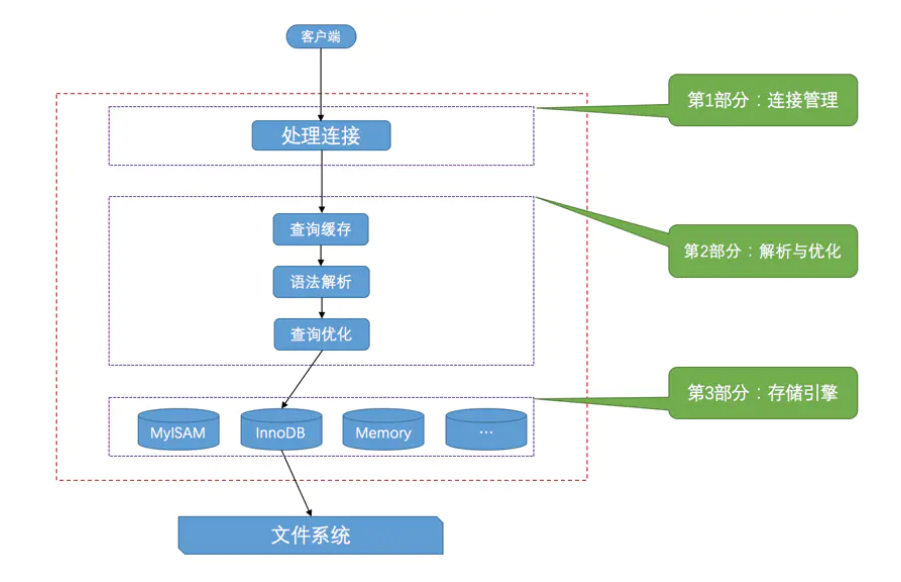 客户端
第1部分：连接管理
处理连接
查询缓存
第2部分：解析与优化
语法解析
查询优化
第3部分：存储引擎
MyISAM
InnoDB
Memory
…
文件系统